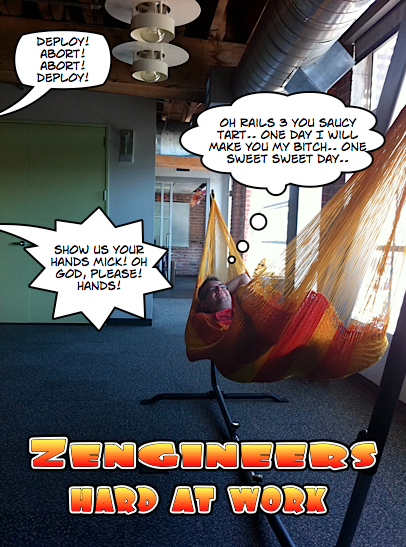 DEPLOY!
ABORT!
ABORT!
DEPLOY!
OH RAILS 3 YOU SAUCY
TART-- ONE DAY I WILL
MAKE YOU MY BITCH-- ONE
SWEET SWEET DAY--
SHOW US YOUR
HANDS MICK! OH
GOD, PLEASE!
HANDS!
ZENGINEERS
HARD AT WORK